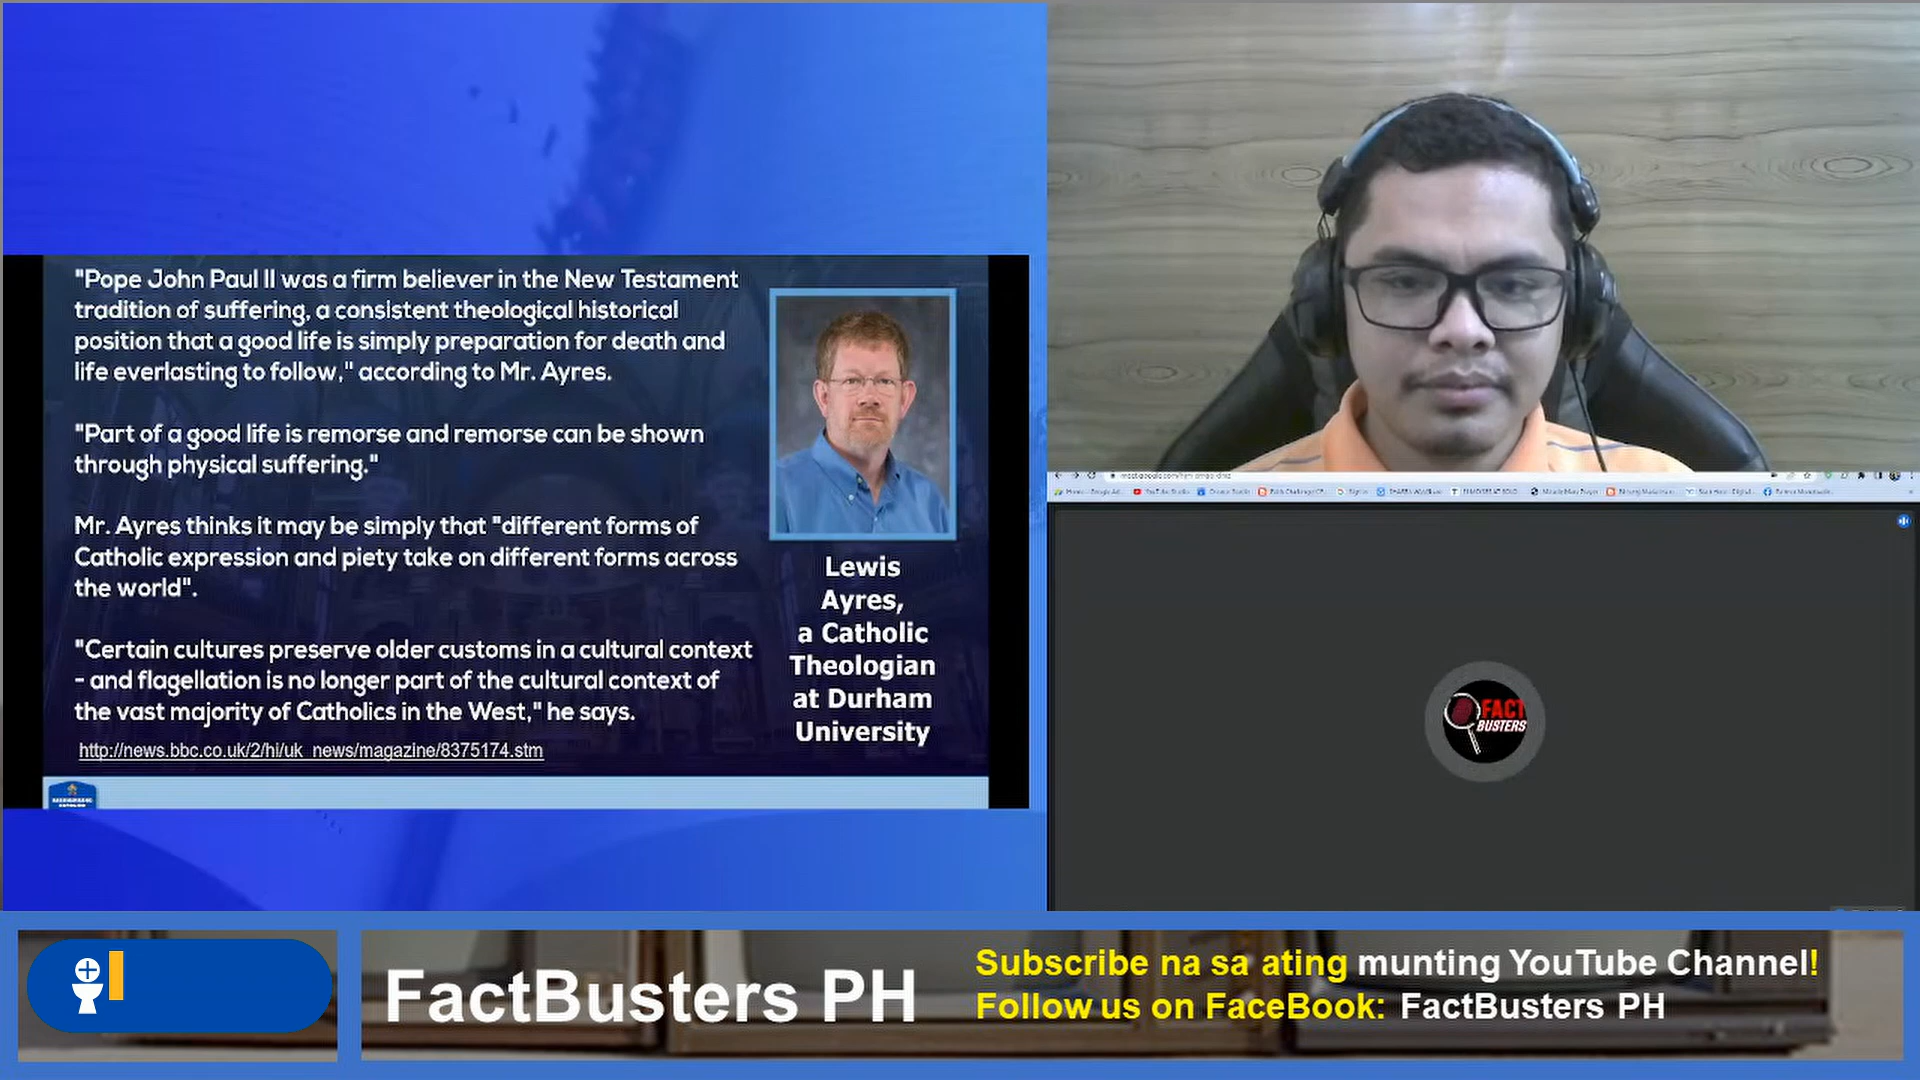 "Pope John Paul II was a firm believer in the New Testament
tradition of suffering, a consistent theological historical
position that a good life is simply preparation for death and
life everlasting to follow," according to Mr. Ayres.
"Part of a good life is remorse and remorse can be shown
through physical suffering."
Mr. Ayres thinks it may be simply that "different forms of
Catholic expression and piety take on different forms across
the world".
"Certain cultures preserve older customs in a cultural context
- and flagellation is no longer part of the cultural context of
the vast majority of Catholics in the West," he says.
http://news.bbc.co.uk/2/hi/uk_news/magazine/8375174.stm
Lewis
Ayres,
a Catholic
Theologian
at Durham
University
FACT
BUSTERS
FactBusters PH
Subscribe na sa ating munting YouTube Channel!
Follow us on FaceBook: FactBusters PH